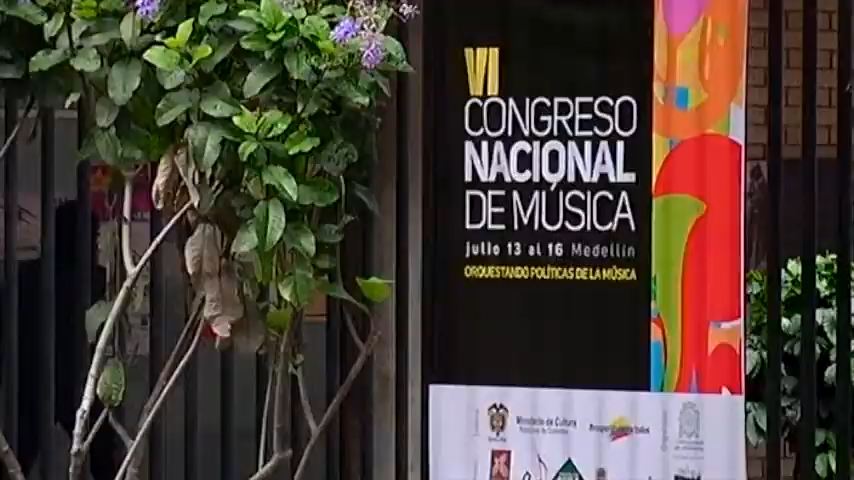 VI
CONGRESO
NACIONAL
DE MÚSICA
julio 13 al 16 Medellín
ORQUESTANDO POLÍTICAS DE LA MÚSICA
Ministerio de Cultura